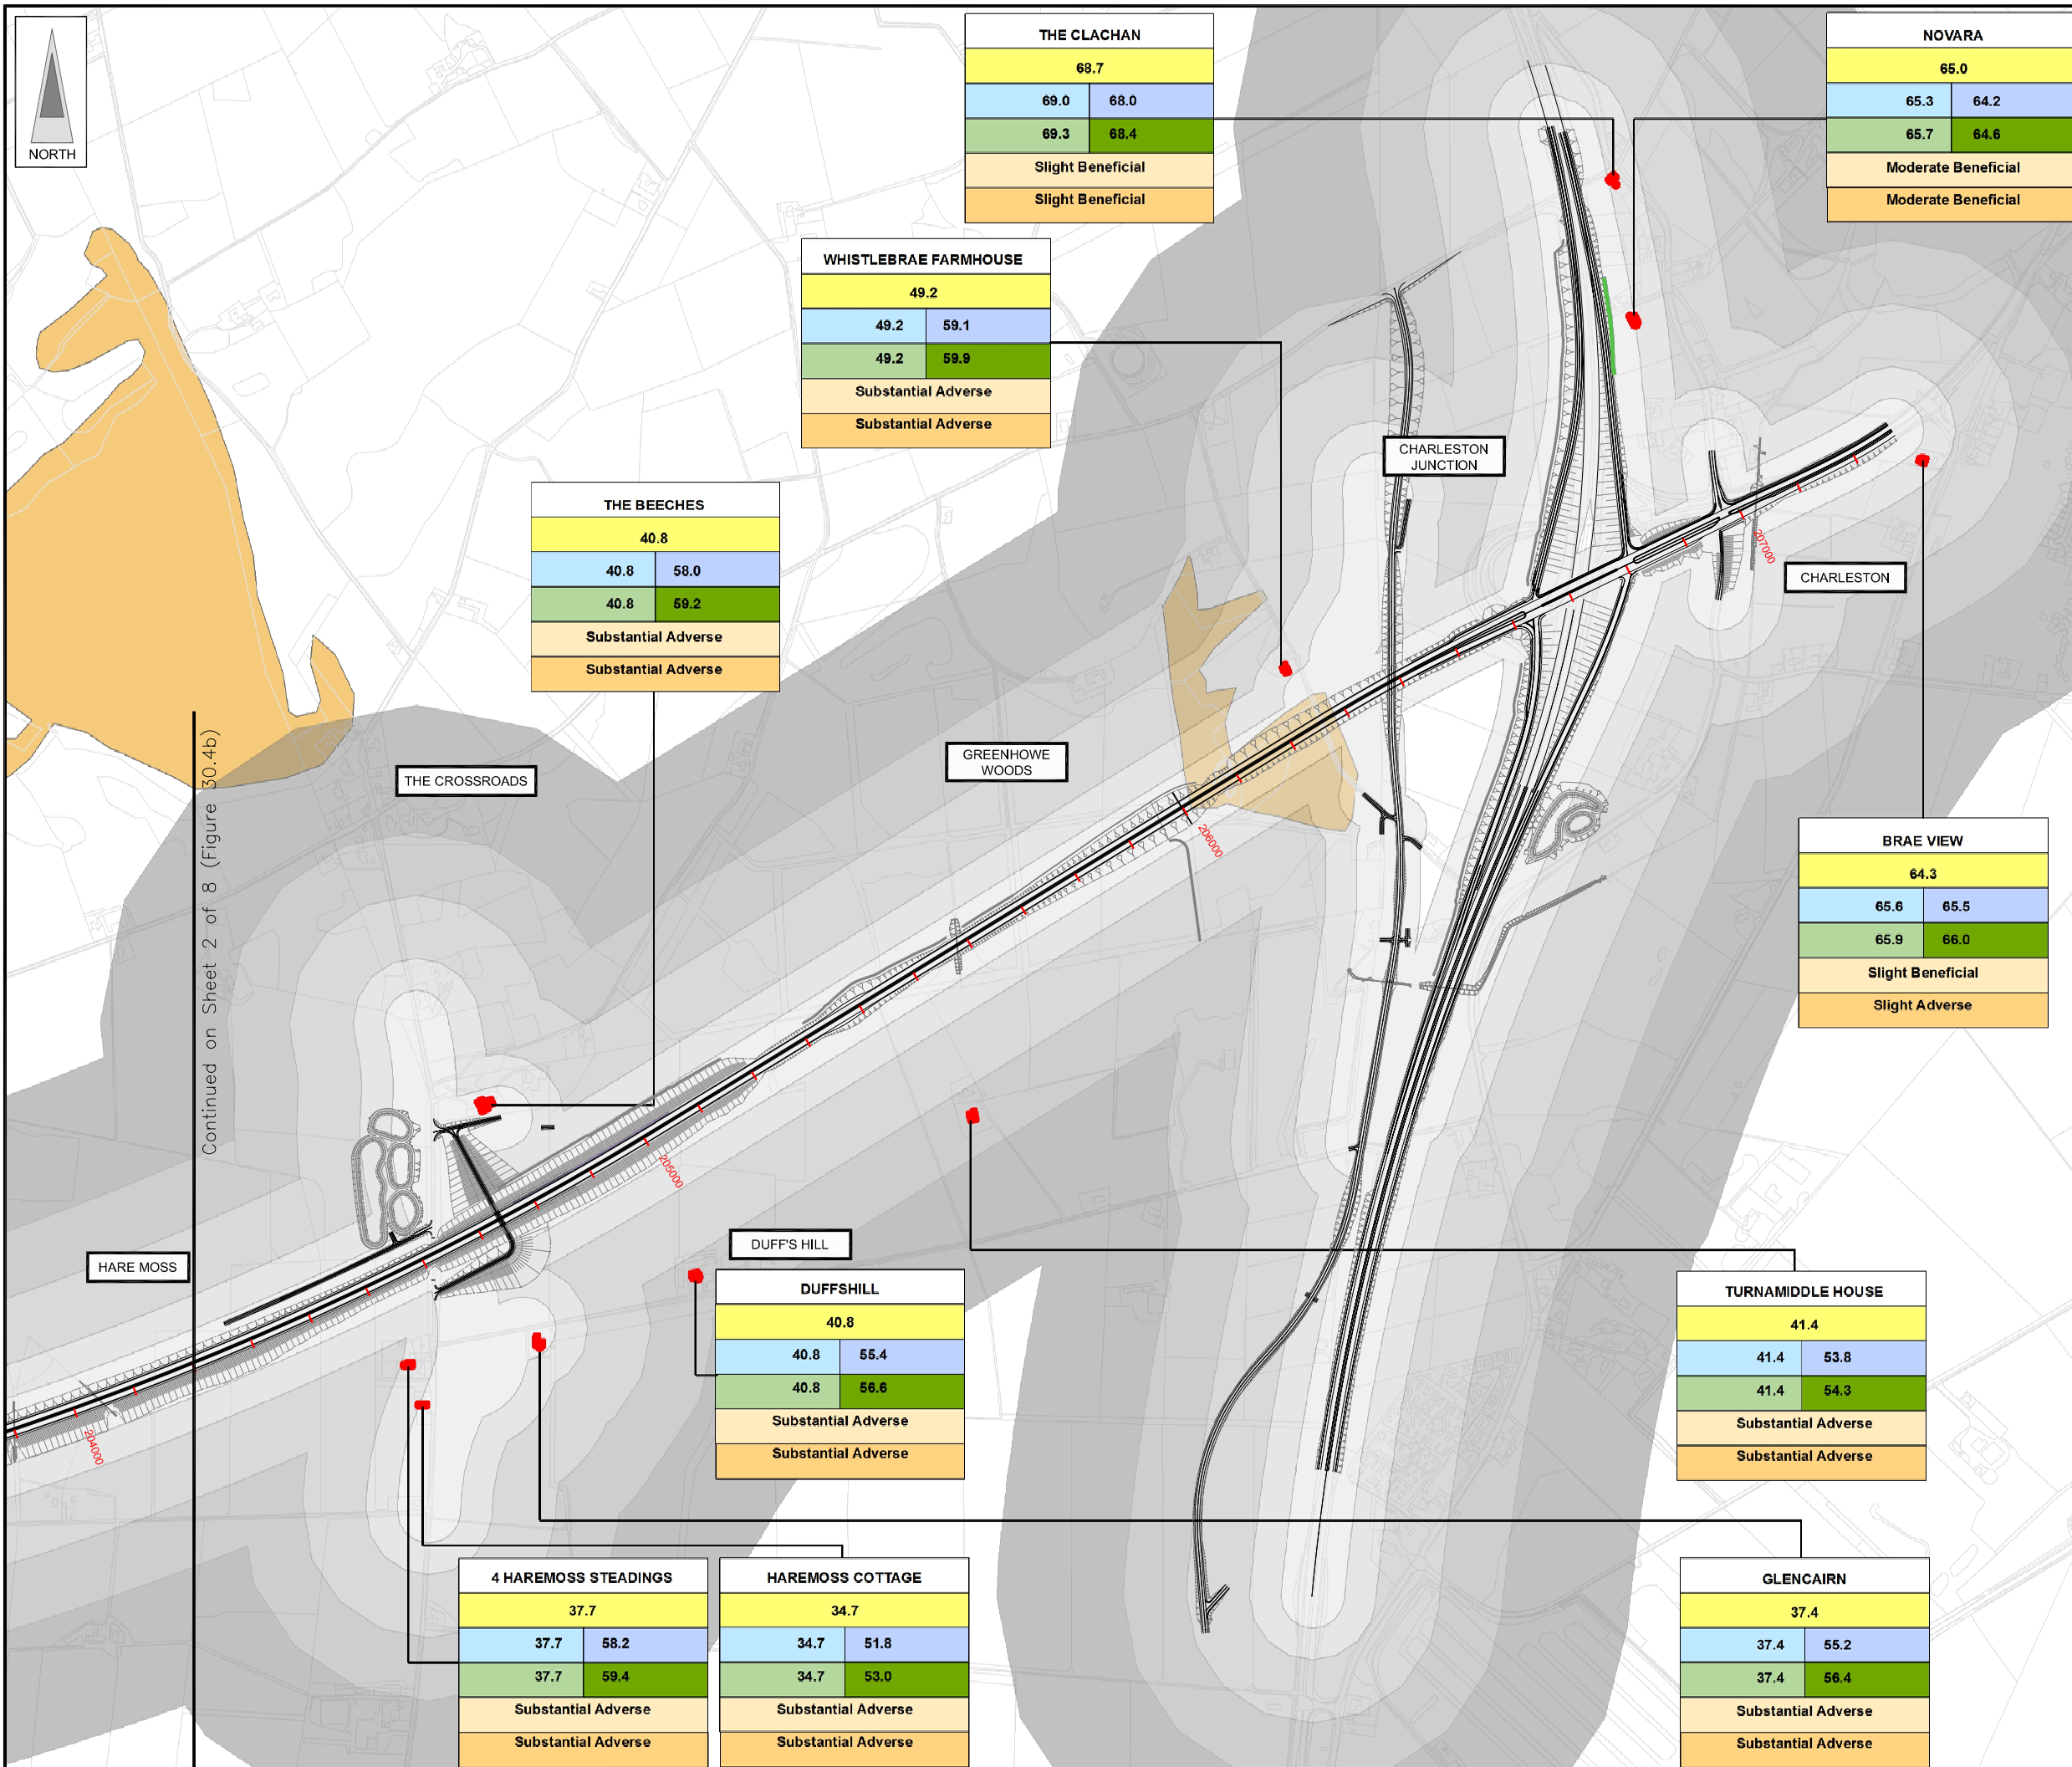 NORTH
THE CLACHAN
68.7
69.0 68.0
69.3 68.4
Slight Beneficial
Slight Beneficial
NOVARA
65.0
65.3 64.2
65.7 64.6
Moderate Beneficial
Moderate Beneficial
WHISTLEBRAE FARMHOUSE
49.2
49.2 59.1
49.2 59.9
Substantial Adverse
Substantial Adverse
CHARLESTON
JUNCTION
THE BEECHES
40.8
40.8 58.0
40.8 59.2
Substantial Adverse
Substantial Adverse
207000
CHARLESTON
GREENHOWE
WOODS
THE CROSSROADS
Continued on Sheet 2 of 8 (Figure 30.4b)
206000
BRAE VIEW
64.3
65.6 65.5
65.9 66.0
Slight Beneficial
Slight Adverse
205000
HARE MOSS
DUFF'S HILL
DUFFSHILL
40.8
40.8 55.4
40.8 56.6
Substantial Adverse
Substantial Adverse
TURNAMIDDLE HOUSE
41.4
41.4 53.8
41.4 54.3
Substantial Adverse
Substantial Adverse
204000
4 HAREMOSS STEADINGS
37.7
37.7 58.2
37.7 59.4
Substantial Adverse
Substantial Adverse
HAREMOSS COTTAGE
34.7
34.7 51.8
34.7 53.0
Substantial Adverse
Substantial Adverse
GLENCAIRN
37.4
37.4 55.2
37.4 56.4
Substantial Adverse
Substantial Adverse